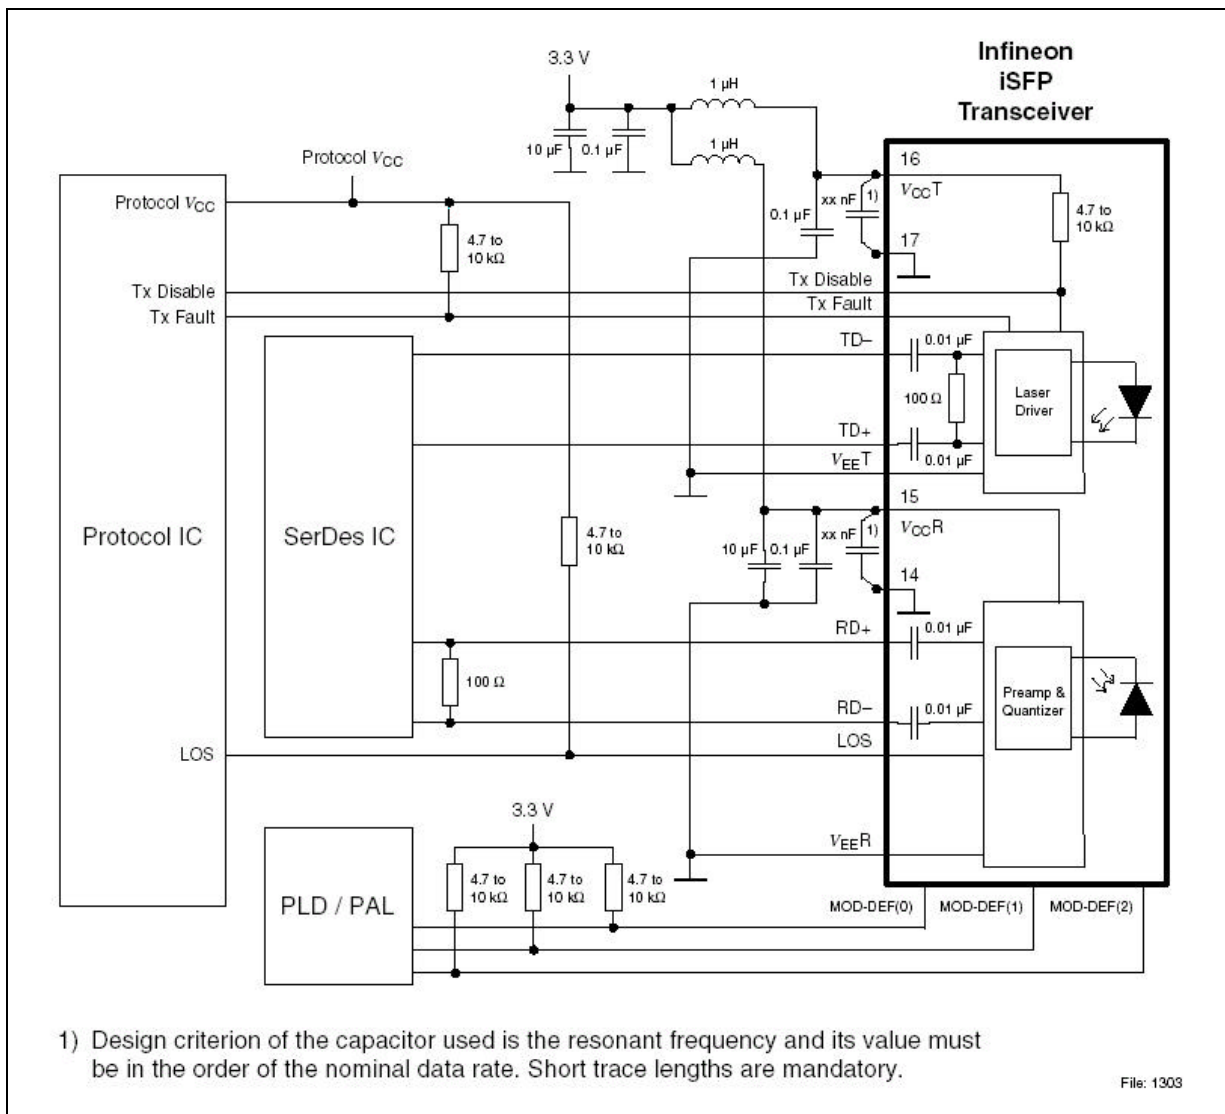 Infineon
iSFP
Transceiver
3.3 V
1 µH
10 µF
0.1 µF
1 µH
Protocol VCC
16
VCCT
Protocol VCC
0.1 µF
xx nF
1)
4.7 to
10 kΩ
4.7 to
10 kΩ
17
Tx Disable
Tx Disable
Tx Fault
Tx Fault
TD–
0.01 µF
100 Ω
Laser
Driver
TD+
0.01 µF
VEET
15
VCCR
Protocol IC
SerDes IC
4.7 to
10 kΩ
10 µF
0.1 µF
xx nF
1)
14
RD+
0.01 µF
100 Ω
Preamp &
Quantizer
RD–
0.01 µF
LOS
LOS
3.3 V
VEER
PLD / PAL
4.7 to
10 kΩ
4.7 to
10 kΩ
4.7 to
10 kΩ
MOD-DEF(0)
MOD-DEF(1)
MOD-DEF(2)
1) Design criterion of the capacitor used is the resonant frequency and its value must
be in the order of the nominal data rate. Short trace lengths are mandatory.
File: 1303